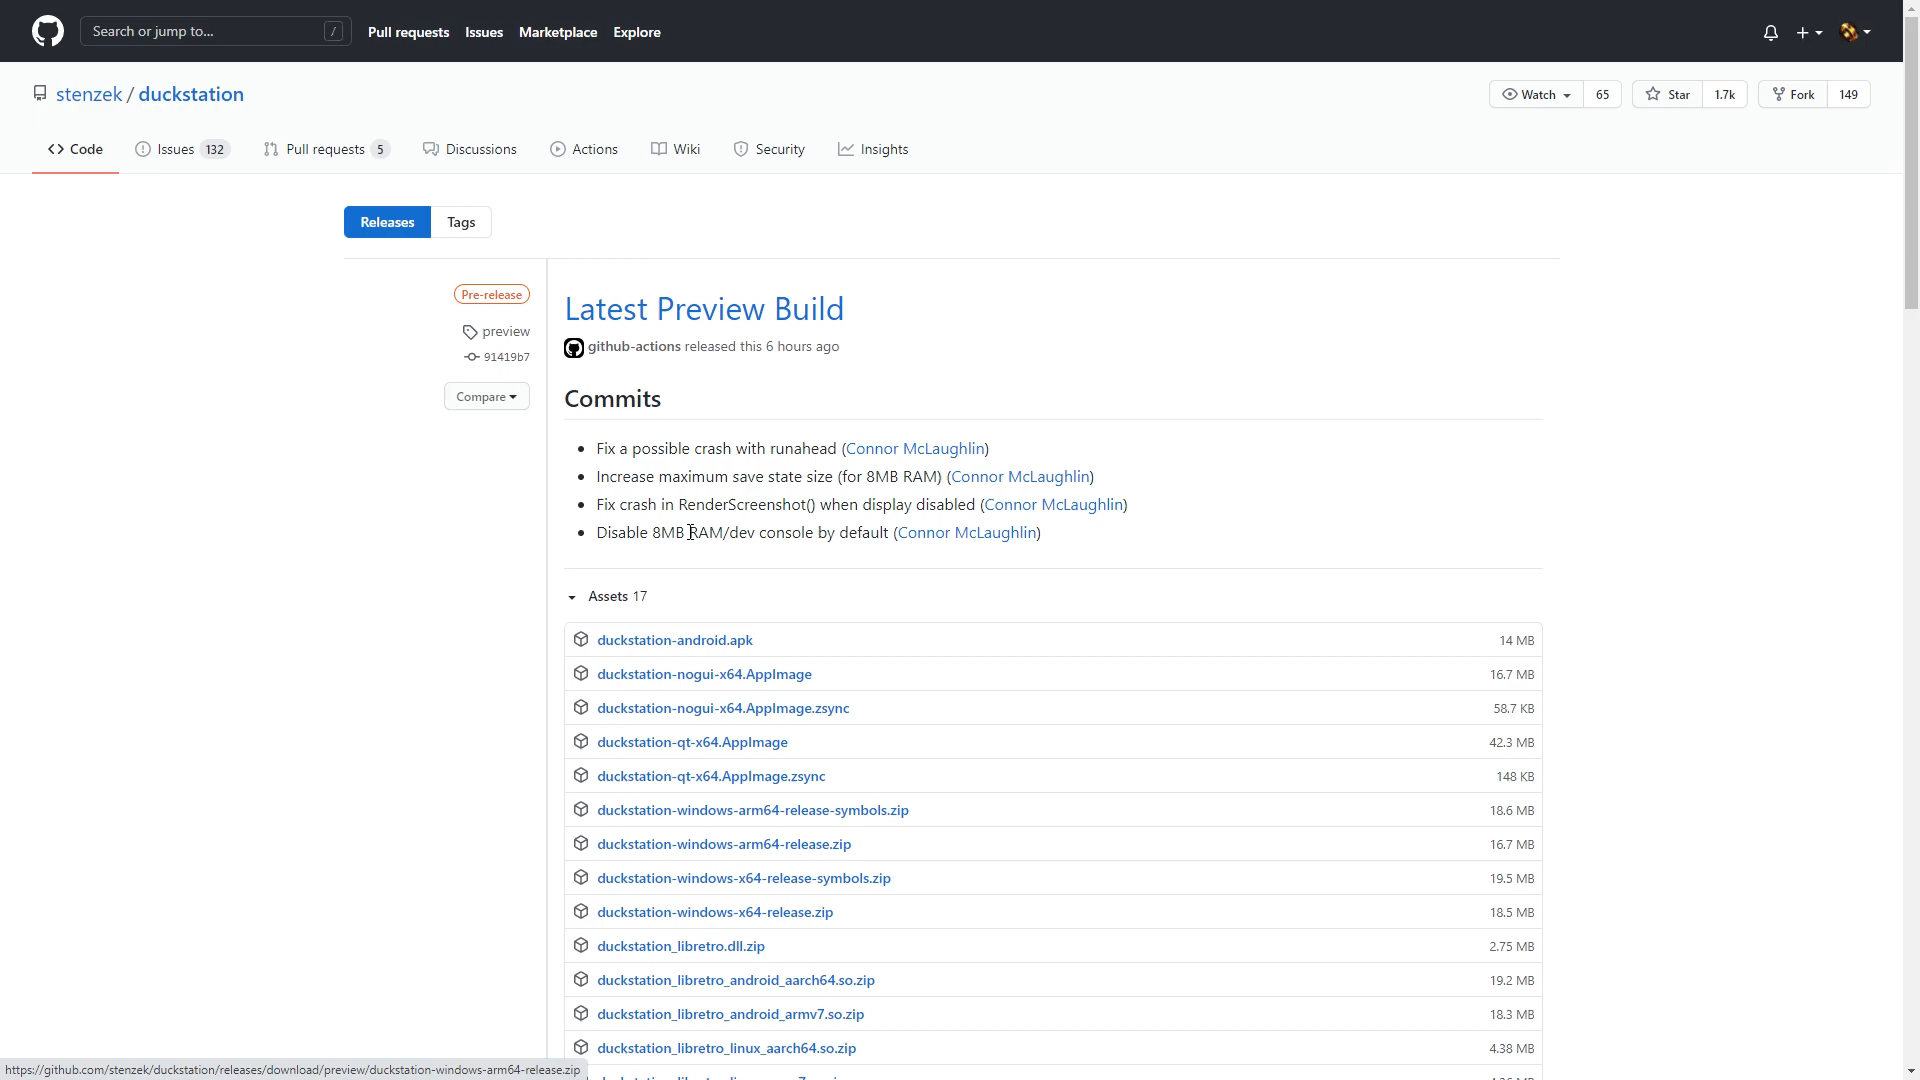 Search or jump to... /
Pull requests Issues Marketplace Explore
stenzek / duckstation
Watch 65 Star 1.7k Fork 149
Code Issues 132 Pull requests 5 Discussions Actions Wiki Security Insights
Releases Tags
Pre-release
preview
91419b7
Compare
Latest Preview Build
github-actions released this 6 hours ago
Commits
Fix a possible crash with runahead (Connor McLaughlin)
Increase maximum save state size (for 8MB RAM) (Connor McLaughlin)
Fix crash in RenderScreenshot() when display disabled (Connor McLaughlin)
Disable 8MB RAM/dev console by default (Connor McLaughlin)
Assets 17
duckstation-android.apk 14 MB
duckstation-nogui-x64.AppImage 16.7 MB
duckstation-nogui-x64.AppImage.zsync 58.7 KB
duckstation-qt-x64.AppImage 42.3 MB
duckstation-qt-x64.AppImage.zsync 148 KB
duckstation-windows-arm64-release-symbols.zip 18.6 MB
duckstation-windows-arm64-release.zip 16.7 MB
duckstation-windows-x64-release-symbols.zip 19.5 MB
duckstation-windows-x64-release.zip 18.5 MB
duckstation_libretro.dll.zip 2.75 MB
duckstation_libretro_android_aarch64.so.zip 19.2 MB
duckstation_libretro_android_armv7.so.zip 18.3 MB
duckstation_libretro_linux_aarch64.so.zip 4.38 MB
https://github.com/stenzek/duckstation/releases/download/preview/duckstation-windows-arm64-release.zip